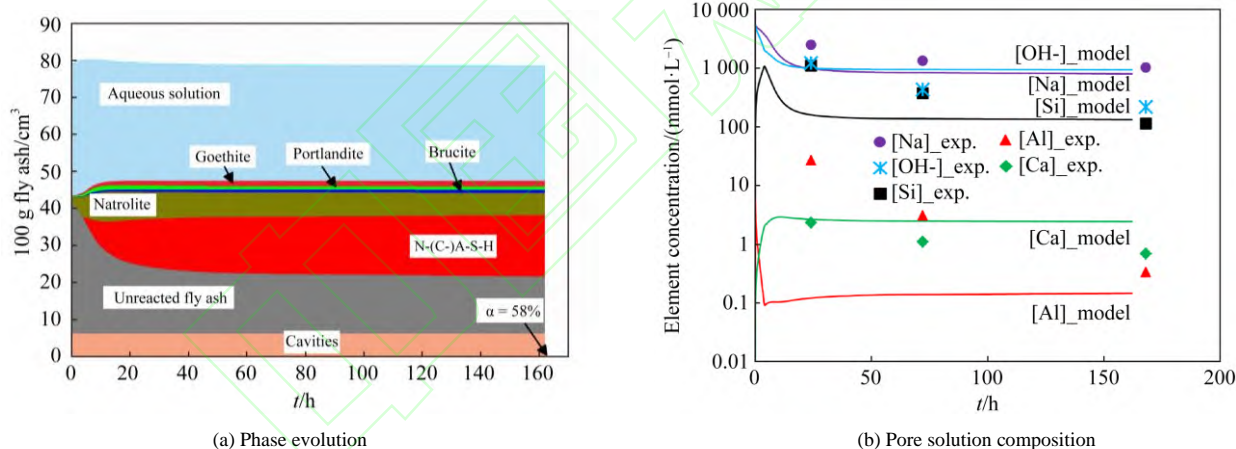 100 g fly ash/cm³
90
80
70
60
50
40
30
20
10
0
Aqueous solution
Goethite
Portlandite
Brucite
Natrolite
N-(C-)A-S-H
Unreacted fly ash
α = 58%
Cavities
0 20 40 60 80 100 120 140 160
t/h
(a) Phase evolution
Element concentration/(mmol·L⁻¹)
10 000
1 000
100
10
1
0.1
0.01
[OH-]_model
[Na]_model
[Si]_model
[Na]_exp. [Al]_exp.
[OH-]_exp. [Ca]_exp.
[Si]_exp.
[Ca]_model
[Al]_model
0 50 100 150 200
t/h
(b) Pore solution composition